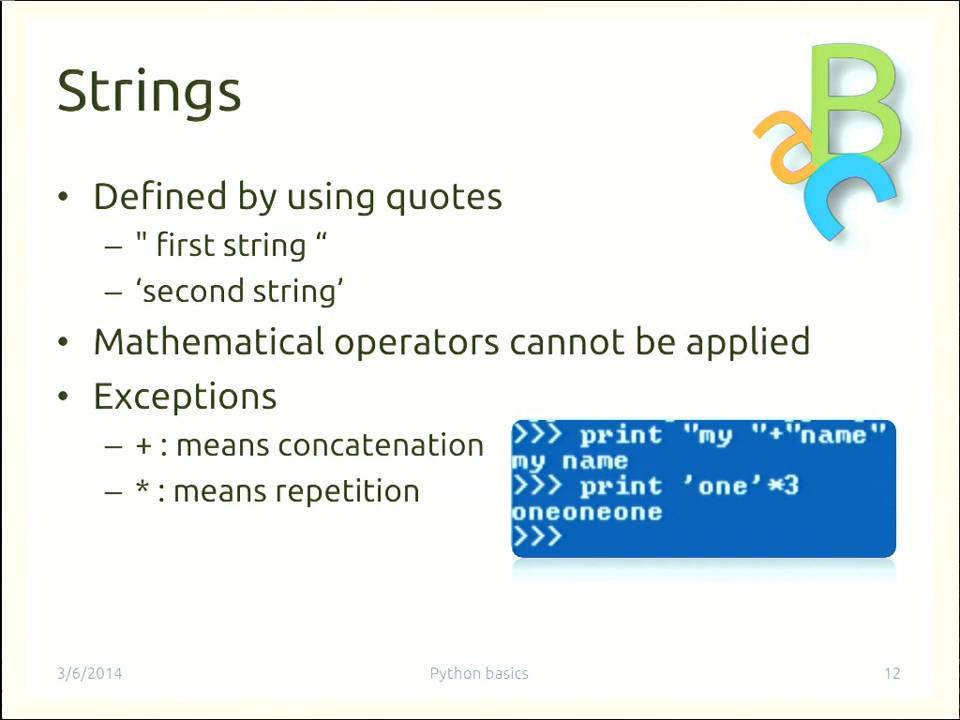 Strings
aBC
• Defined by using quotes
– " first string “
– ‘second string’
• Mathematical operators cannot be applied
• Exceptions
– + : means concatenation
– * : means repetition
>>> print "my "+"name"
my name
>>> print 'one'*3
oneoneone
>>>
3/6/2014
Python basics
12